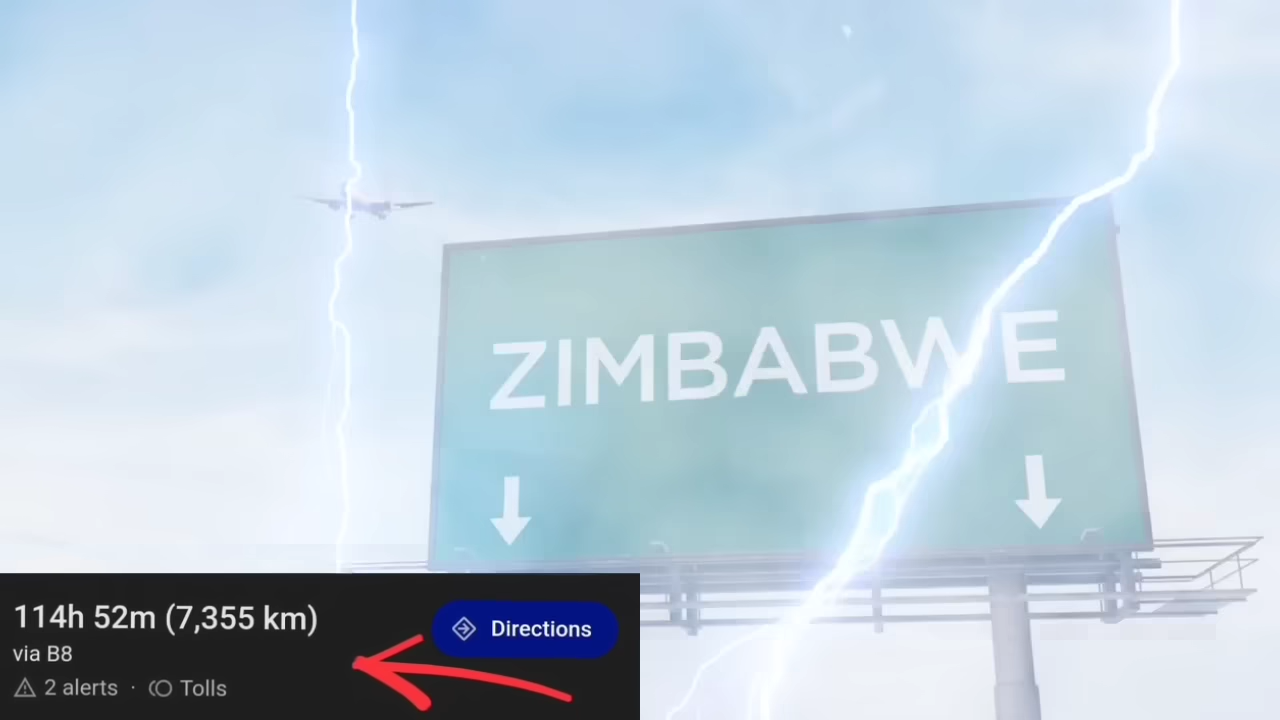 ZIMBABWE
114h 52m (7,355 km)
Directions
via B8
2 alerts · Tolls